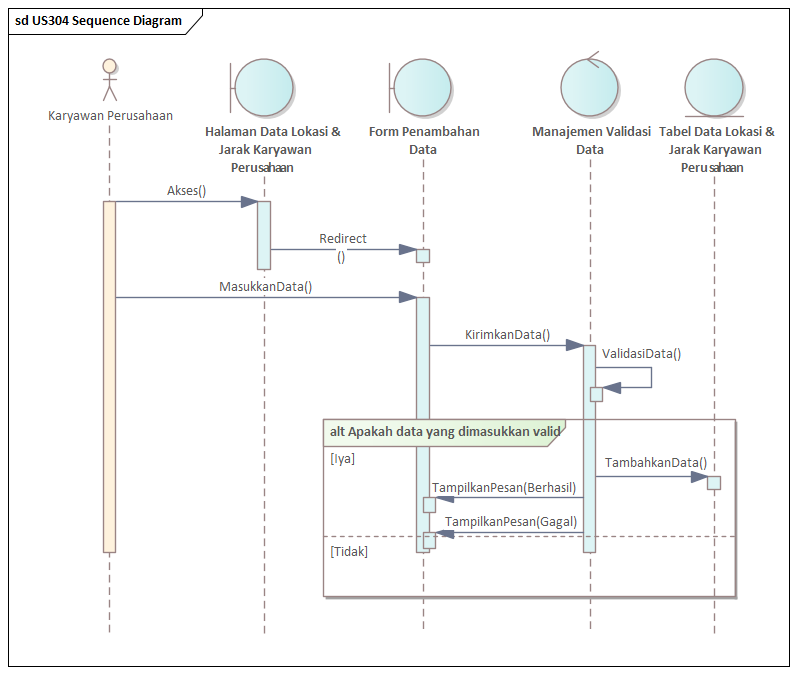 sd US304 Sequence Diagram
Karyawan Perusahaan
Halaman Data Lokasi &
Jarak Karyawan
Perusahaan
Form Penambahan
Data
Manajemen Validasi
Data
Tabel Data Lokasi &
Jarak Karyawan
Perusahaan
Akses()
Redirect
()
MasukkanData()
KirimkanData()
ValidasiData()
alt Apakah data yang dimasukkan valid
[Iya]
TambahkanData()
TampilkanPesan(Berhasil)
TampilkanPesan(Gagal)
[Tidak]